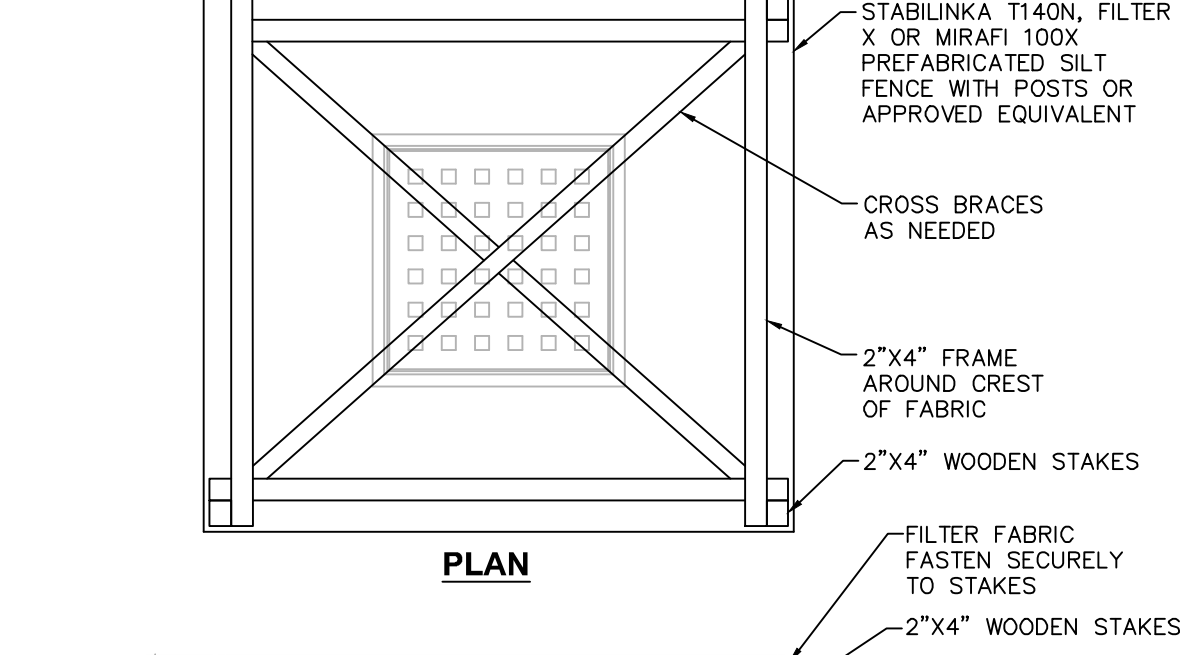 STABILINKA T140N, FILTER
X OR MIRAFI 100X
PREFABRICATED SILT
FENCE WITH POSTS OR
APPROVED EQUIVALENT
CROSS BRACES
AS NEEDED
2”X4” FRAME
AROUND CREST
OF FABRIC
2”X4” WOODEN STAKES
PLAN
FILTER FABRIC
FASTEN SECURELY
TO STAKES
2”X4” WOODEN STAKES